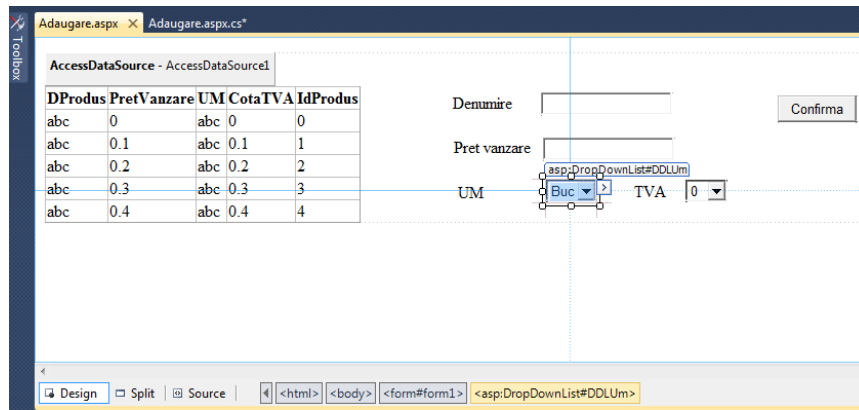 Adaugare.aspx × Adaugare.aspx.cs*
Toolbox
AccessDataSource - AccessDataSource1
DProdus PretVanzare UM CotaTVA IdProdus
abc 0 abc 0 0
abc 0.1 abc 0.1 1
abc 0.2 abc 0.2 2
abc 0.3 abc 0.3 3
abc 0.4 abc 0.4 4
Denumire
Confirma
Pret vanzare
asp:DropDownList#DDLUm
UM Buc TVA 0
Design Split Source <html> <body> <form#form1> <asp:DropDownList#DDLUm>